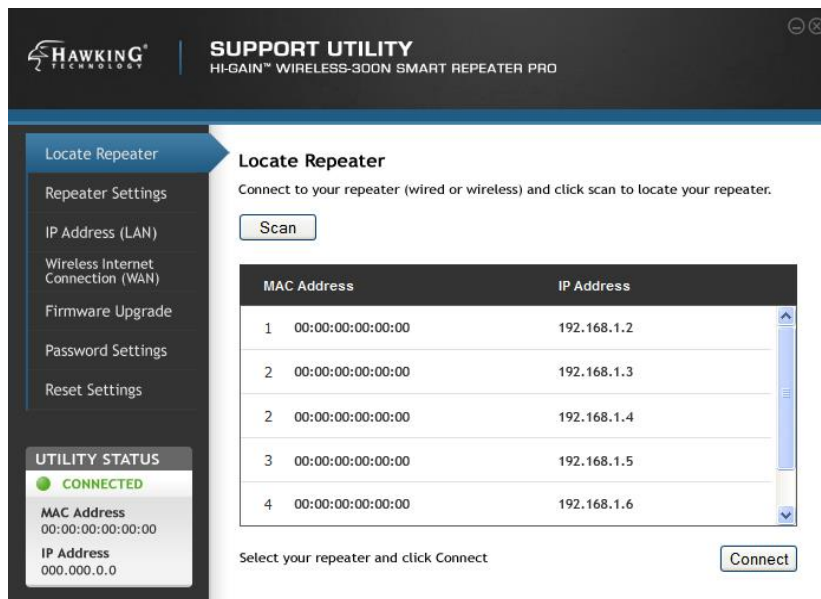 HAWKING®
TECHNOLOGY
SUPPORT UTILITY
HI-GAIN™ WIRELESS-300N SMART REPEATER PRO
Locate Repeater
Repeater Settings
IP Address (LAN)
Wireless Internet
Connection (WAN)
Firmware Upgrade
Password Settings
Reset Settings
UTILITY STATUS
CONNECTED
MAC Address
00:00:00:00:00:00
IP Address
000.000.0.0
Locate Repeater
Connect to your repeater (wired or wireless) and click scan to locate your repeater.
Scan
MAC Address IP Address
1 00:00:00:00:00:00 192.168.1.2
2 00:00:00:00:00:00 192.168.1.3
2 00:00:00:00:00:00 192.168.1.4
3 00:00:00:00:00:00 192.168.1.5
4 00:00:00:00:00:00 192.168.1.6
Select your repeater and click Connect
Connect